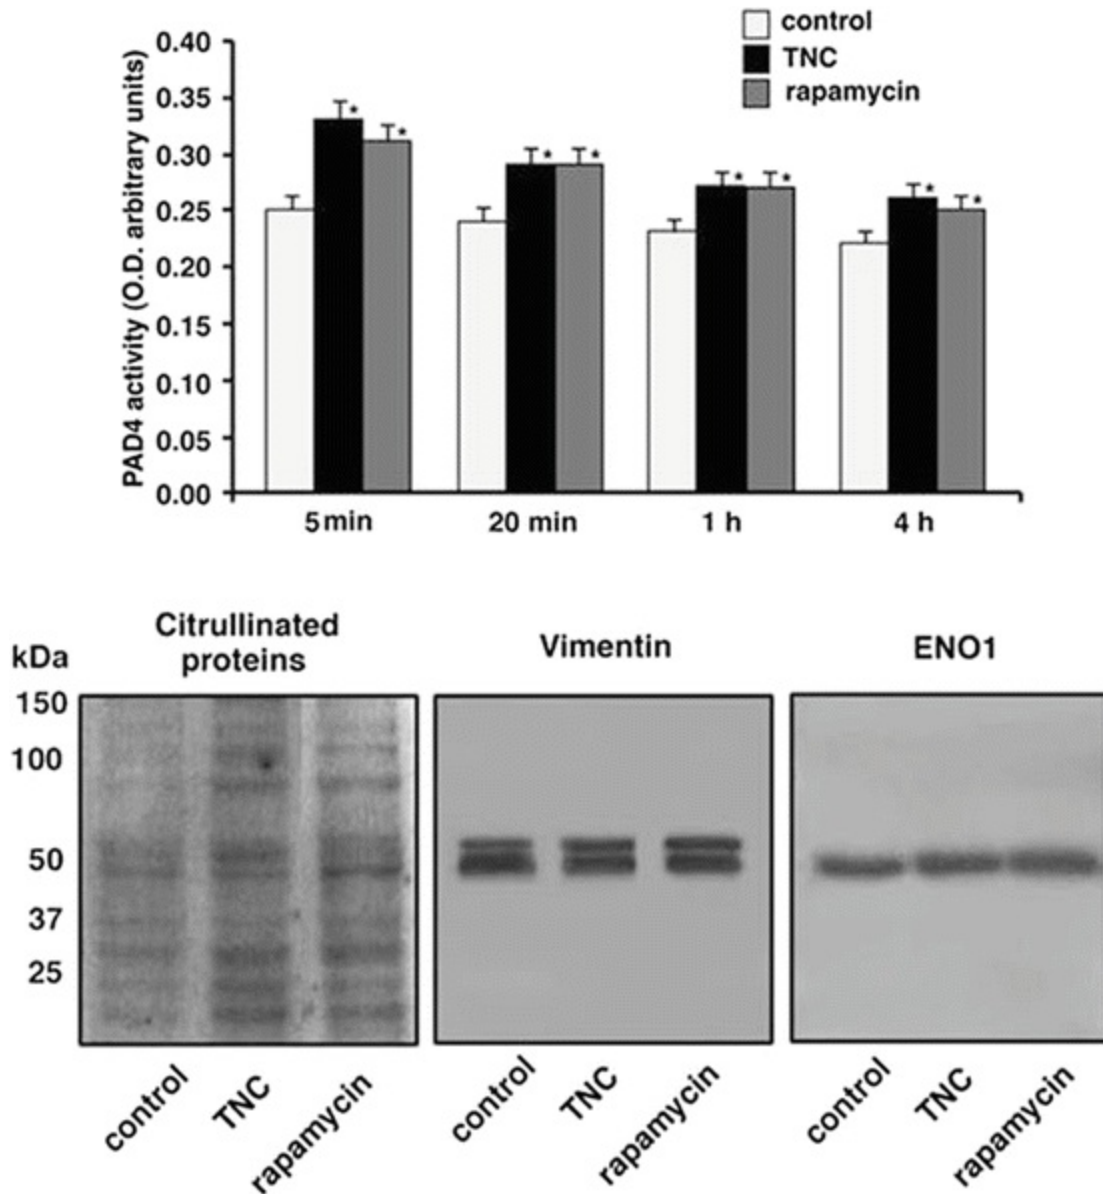 control
TNC
rapamycin
PAD4 activity (O.D. arbitrary units)
0.40
0.35
0.30
0.25
0.20
0.15
0.10
0.05
0.00
* * * * * * * *
5 min 20 min 1 h 4 h
Citrullinated proteins
Vimentin
ENO1
kDa
150
100
50
37
25
control TNC rapamycin
control TNC rapamycin
control TNC rapamycin